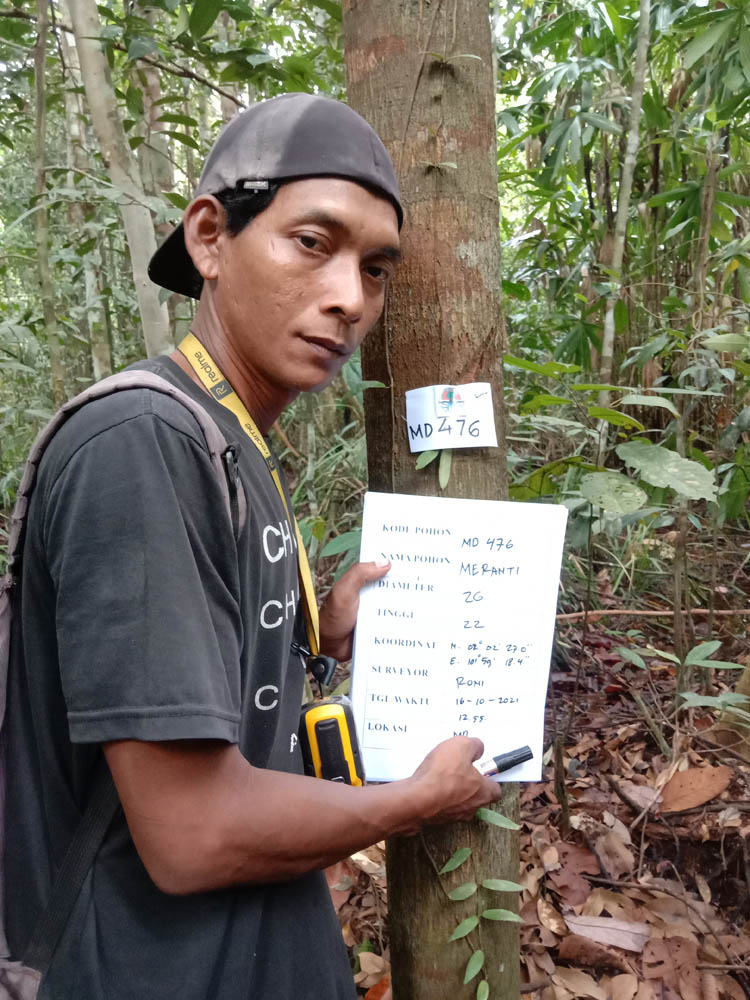 realme
realme
MD 476
KODE POHON MD 476
NAMA POHON MERANTI
DIAMETER 26
TINGGI 22
KOORDINAT N. 02° 02' 27.0"
E. 101° 59' 18.4"
SURVEYOR RONI
TGL WAKTU 16-10-2021
12.55
LOKASI MD
CH
CH
C
P